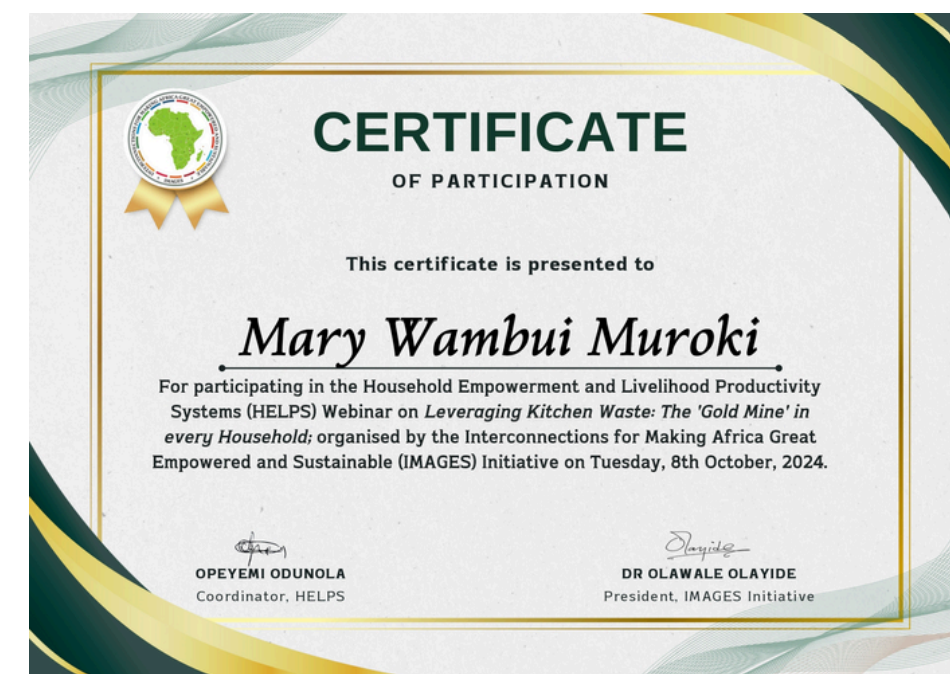 CERTIFICATE
OF PARTICIPATION
This certificate is presented to
Mary Wambui Muroki
For participating in the Household Empowerment and Livelihood Productivity
Systems (HELPS) Webinar on Leveraging Kitchen Waste: The 'Gold Mine' in
every Household; organised by the Interconnections for Making Africa Great
Empowered and Sustainable (IMAGES) Initiative on Tuesday, 8th October, 2024.
OPEYEMI ODUNOLA
Coordinator, HELPS
Olayide
DR OLAWALE OLAYIDE
President, IMAGES Initiative